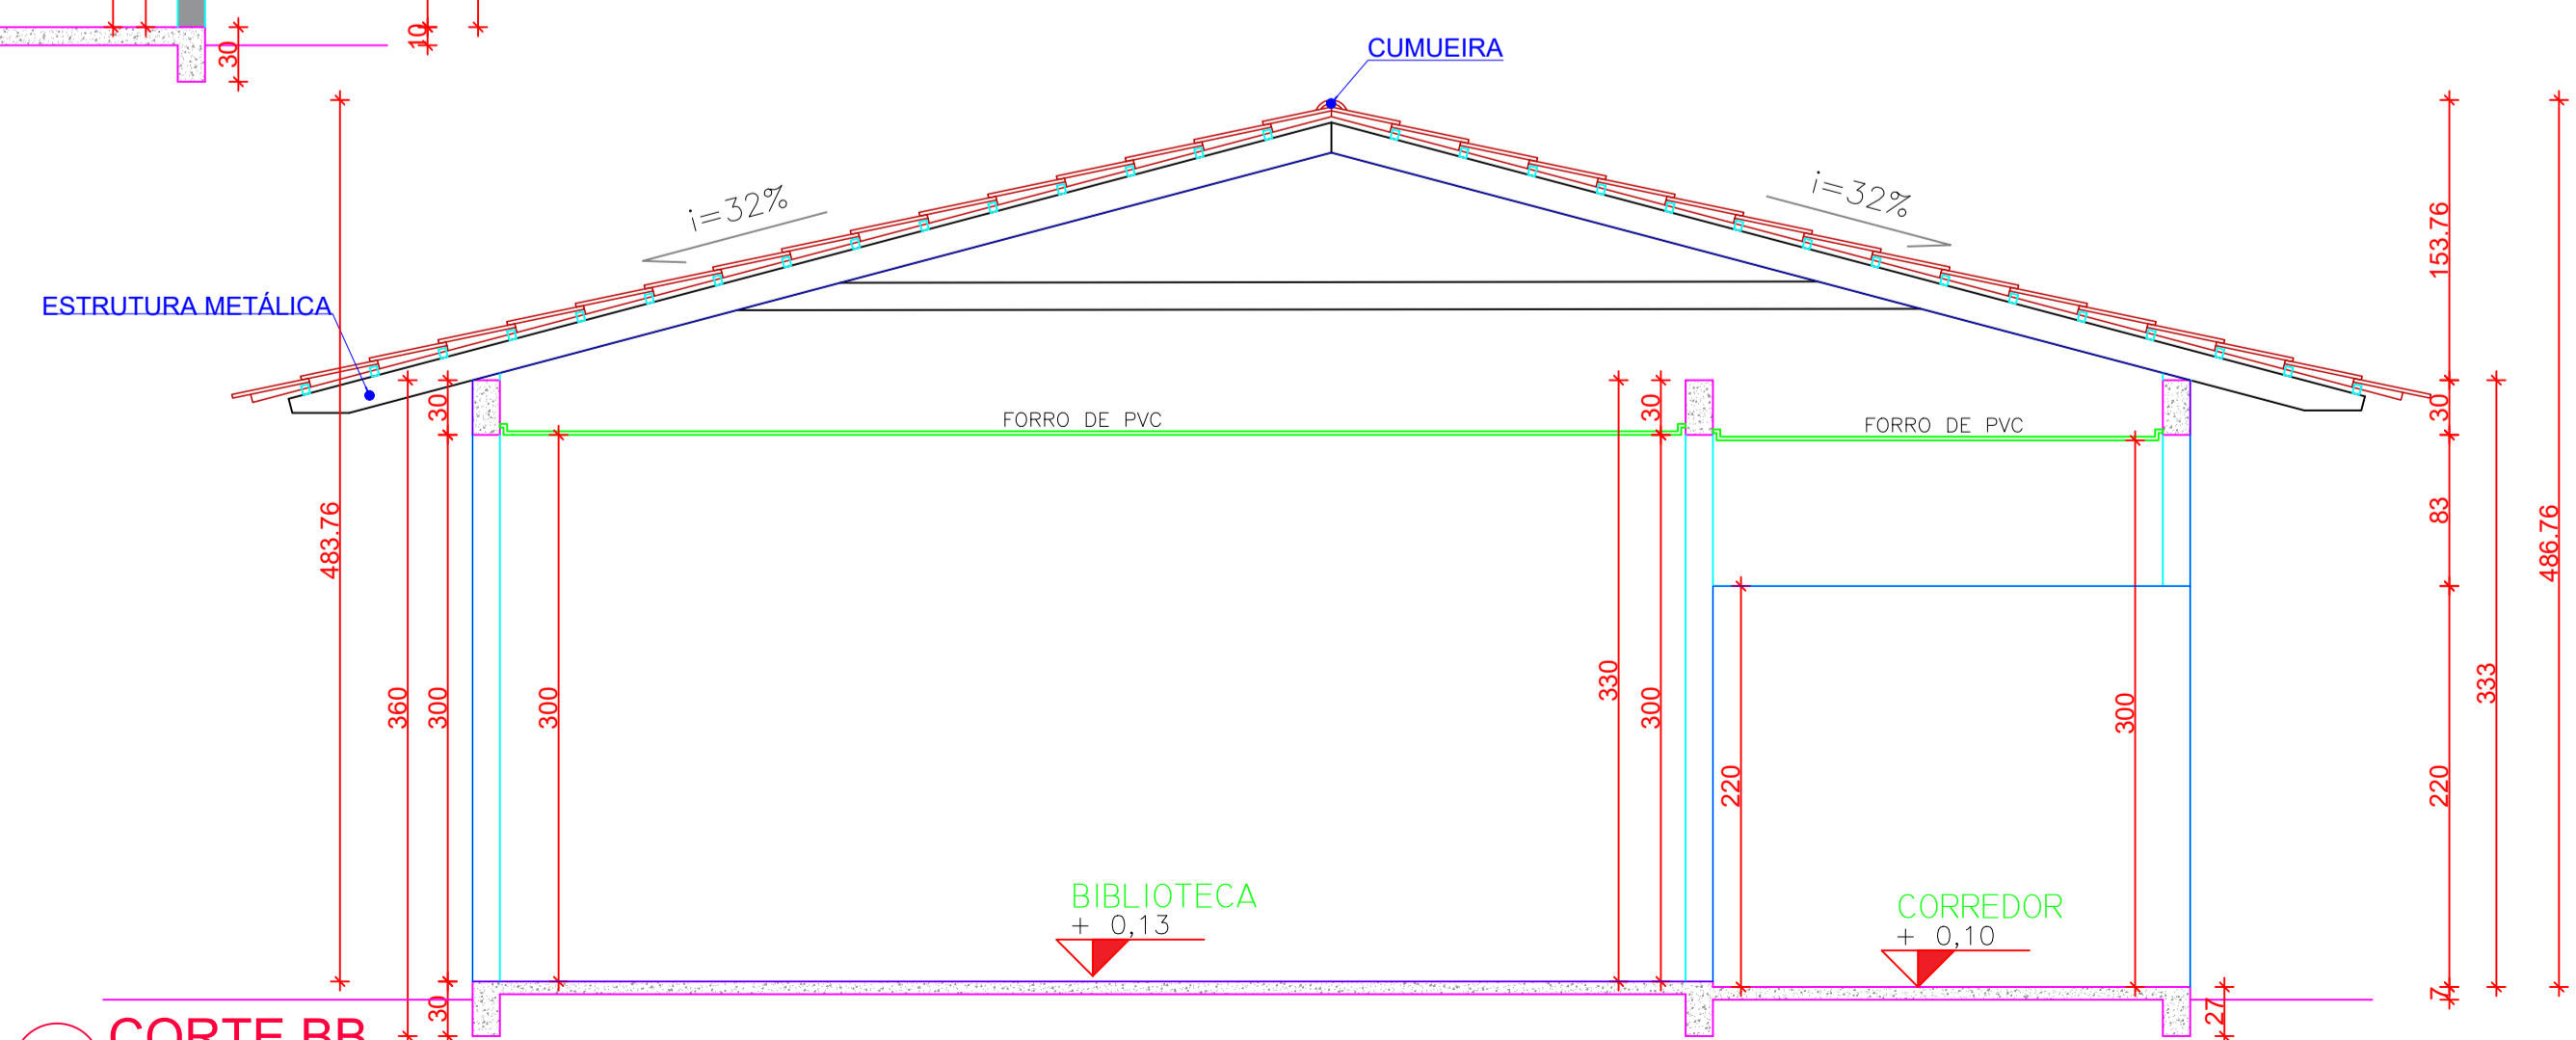 30
10
CUMUEIRA
i=32%
i=32%
153.76
ESTRUTURA METÁLICA
30
FORRO DE PVC
30
FORRO DE PVC
30
483.76
83
486.76
360
300
300
330
300
300
333
220
220
BIBLIOTECA
+ 0,13
CORREDOR
+ 0,10
30
7
27
CORTE BB